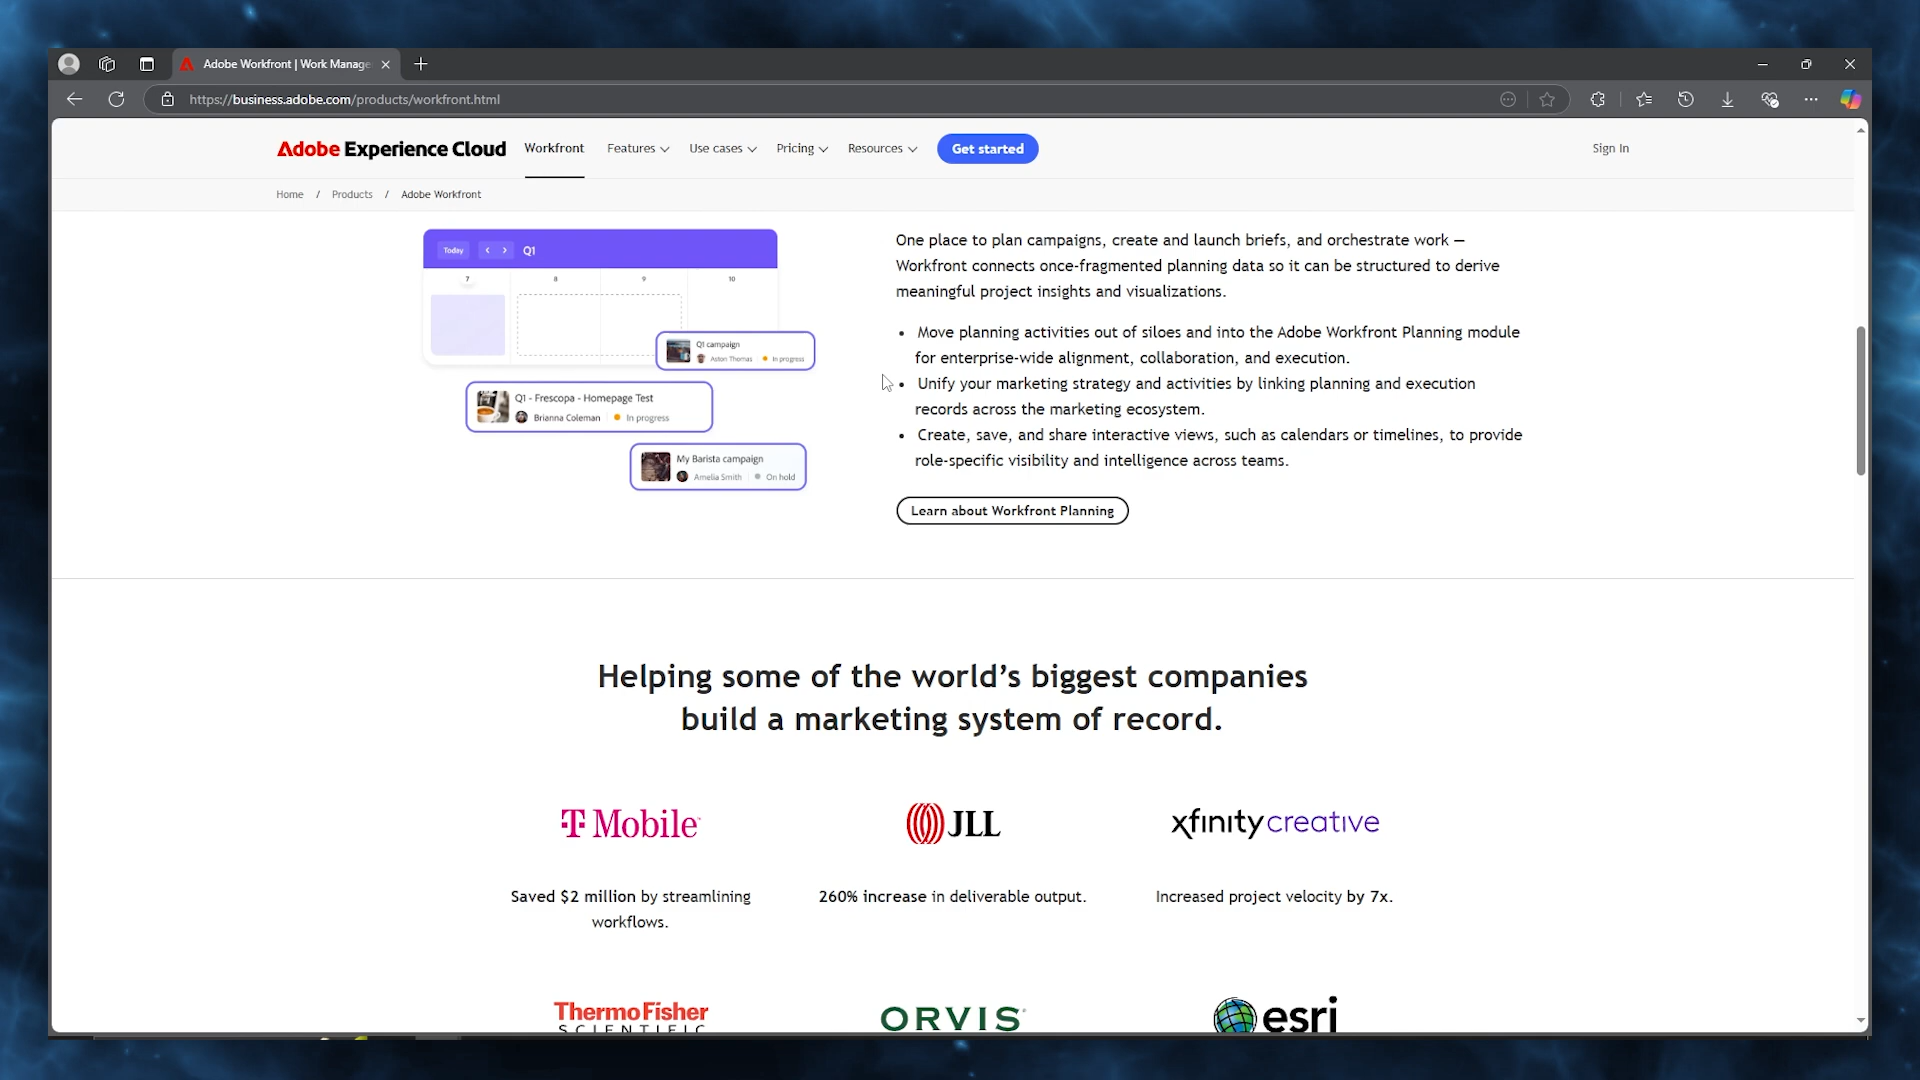 Adobe Workfront | Work Manage
https://business.adobe.com/products/workfront.html
Adobe Experience Cloud
Workfront
Features
Use cases
Pricing
Resources
Get started
Sign In
Home / Products / Adobe Workfront
Today
Q1
7 8 9 10
Q1 campaign
Aston Thomas In progress
Q1 - Frescopa - Homepage Test
Brianna Coleman In progress
My Barista campaign
Amelia Smith On hold
One place to plan campaigns, create and launch briefs, and orchestrate work —
Workfront connects once-fragmented planning data so it can be structured to derive
meaningful project insights and visualizations.
• Move planning activities out of siloes and into the Adobe Workfront Planning module
for enterprise-wide alignment, collaboration, and execution.
• Unify your marketing strategy and activities by linking planning and execution
records across the marketing ecosystem.
• Create, save, and share interactive views, such as calendars or timelines, to provide
role-specific visibility and intelligence across teams.
Learn about Workfront Planning
Helping some of the world’s biggest companies
build a marketing system of record.
T Mobile
JLL
xfinity creative
Saved $2 million by streamlining
workflows.
260% increase in deliverable output.
Increased project velocity by 7x.
ThermoFisher
SCIENTIFIC
ORVIS
esri